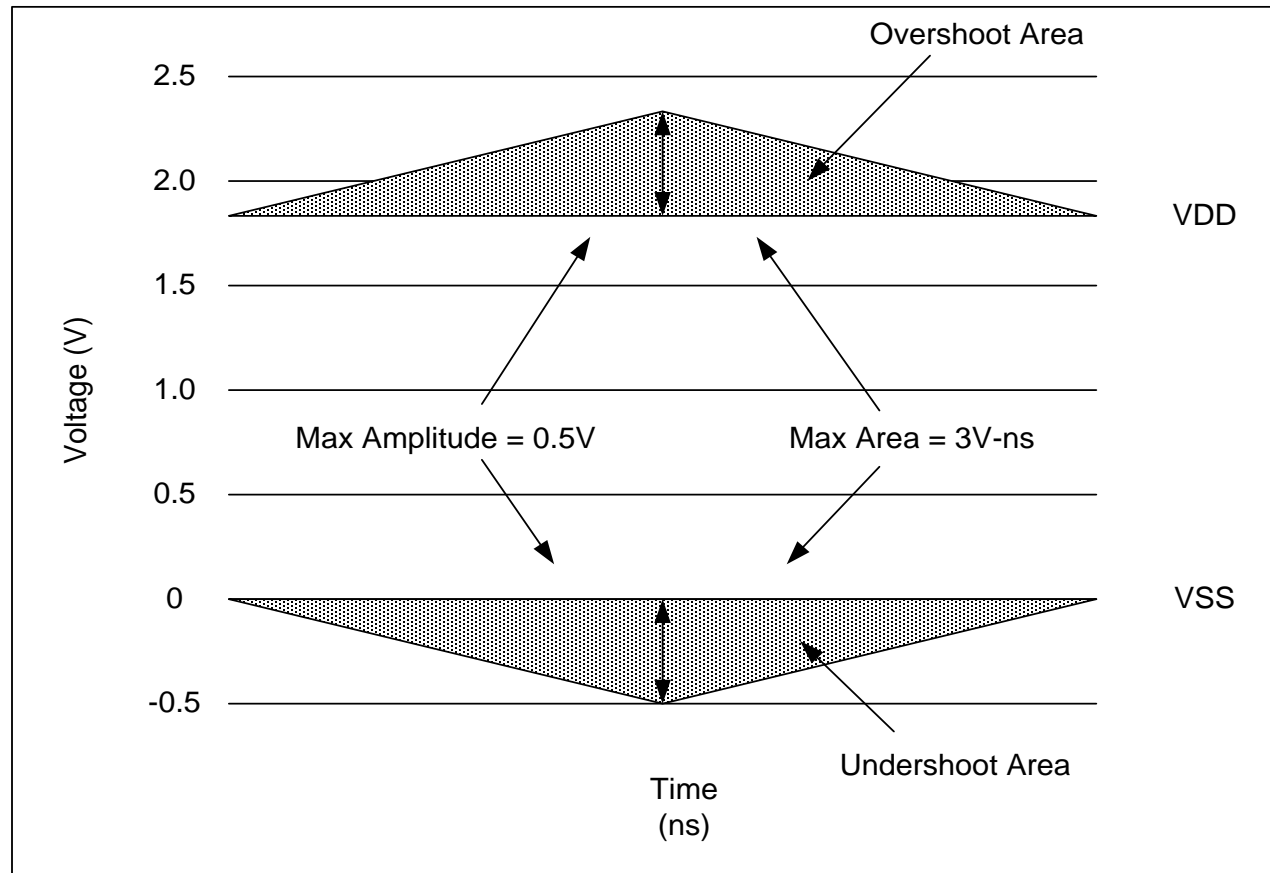 Overshoot Area
2.5
2.0
VDD
1.5
Voltage (V)
1.0
Max Amplitude = 0.5V
Max Area = 3V-ns
0.5
0
VSS
-0.5
Undershoot Area
Time
(ns)